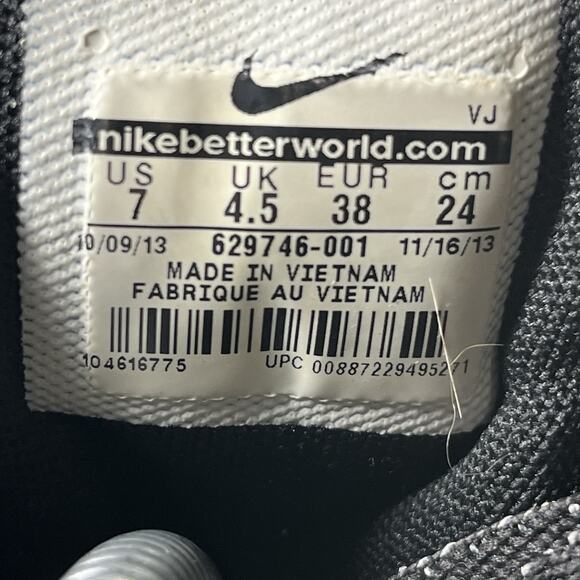 VJ
nikebetterworld.com
US UK EUR cm
7 4.5 38 24
10/09/13 629746-001 11/16/13
MADE IN VIETNAM
FABRIQUE AU VIETNAM
104616775 UPC 00887229495271